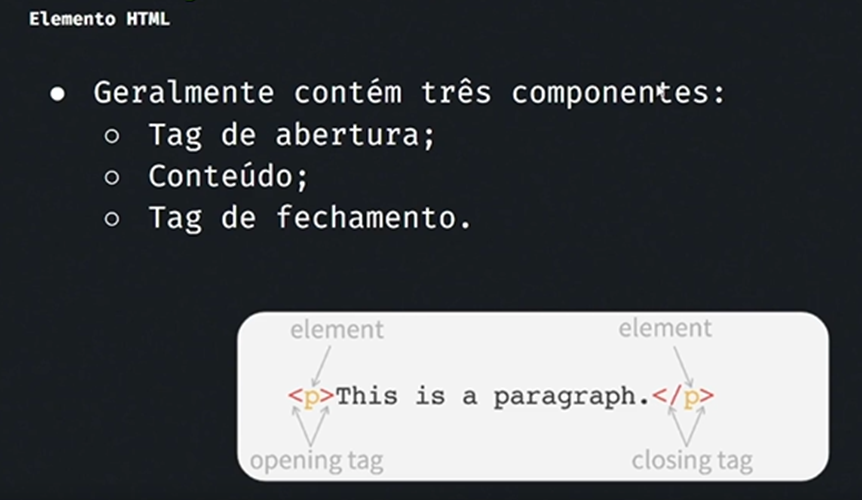 Elemento HTML
● Geralmente contém três componentes:
○ Tag de abertura;
○ Conteúdo;
○ Tag de fechamento.
element element
<p>This is a paragraph.</p>
opening tag closing tag